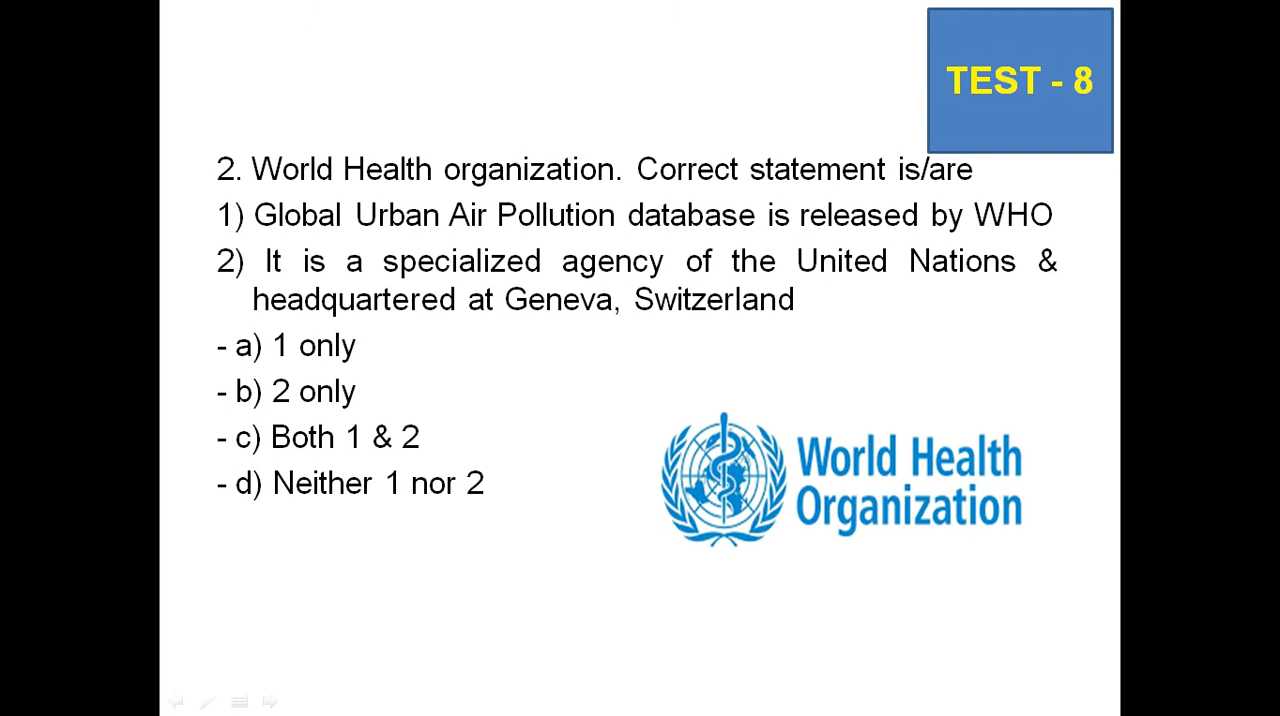 TEST - 8
2. World Health organization. Correct statement is/are
1) Global Urban Air Pollution database is released by WHO
2) It is a specialized agency of the United Nations &
headquartered at Geneva, Switzerland
- a) 1 only
- b) 2 only
- c) Both 1 & 2
- d) Neither 1 nor 2
World Health
Organization